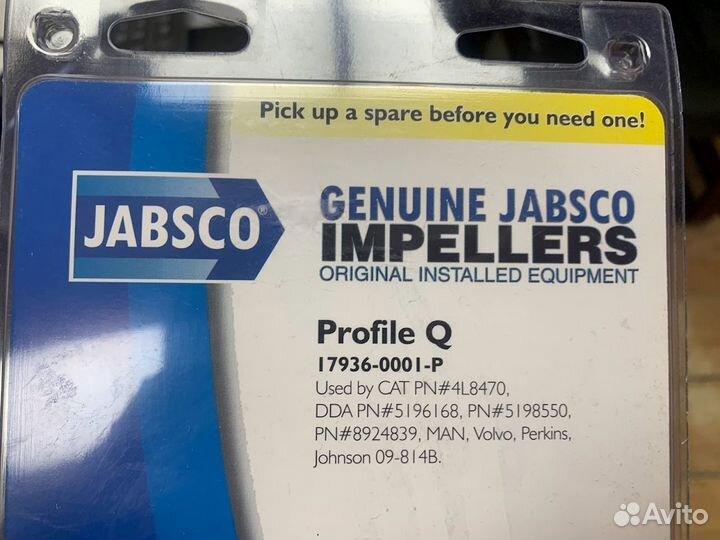 Pick up a spare before you need one!
JABSCO®
GENUINE JABSCO
IMPELLERS
ORIGINAL INSTALLED EQUIPMENT
Profile Q
17936-0001-P
Used by CAT PN#4L8470,
DDA PN#5196168, PN#5198550,
PN#8924839, MAN, Volvo, Perkins,
Johnson 09-814B.
Avito